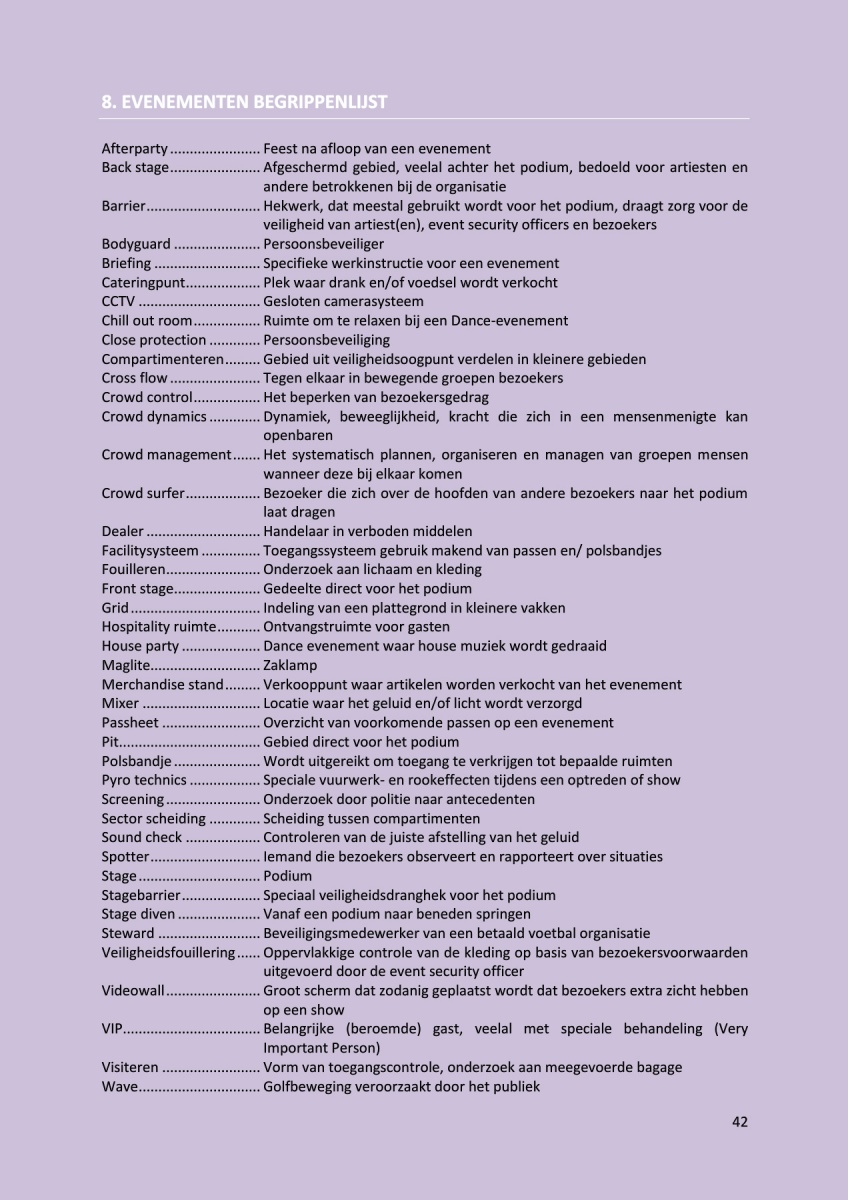 8. EVENEMENTEN BEGRIPPENLIJST
Afterparty ....................... Feest na afloop van een evenement
Back stage....................... Afgeschermd gebied, veelal achter het podium, bedoeld voor artiesten en
andere betrokkenen bij de organisatie
Barrier............................. Hekwerk, dat meestal gebruikt wordt voor het podium, draagt zorg voor de
veiligheid van artiest(en), event security officers en bezoekers
Bodyguard ...................... Persoonsbeveiliger
Briefing ........................... Specifieke werkinstructie voor een evenement
Cateringpunt................... Plek waar drank en/of voedsel wordt verkocht
CCTV ............................... Gesloten camerasysteem
Chill out room................. Ruimte om te relaxen bij een Dance-evenement
Close protection ............. Persoonsbeveiliging
Compartimenteren......... Gebied uit veiligheidsoogpunt verdelen in kleinere gebieden
Cross flow ....................... Tegen elkaar in bewegende groepen bezoekers
Crowd control................. Het beperken van bezoekersgedrag
Crowd dynamics ............. Dynamiek, beweeglijkheid, kracht die zich in een mensenmenigte kan
openbaren
Crowd management....... Het systematisch plannen, organiseren en managen van groepen mensen
wanneer deze bij elkaar komen
Crowd surfer................... Bezoeker die zich over de hoofden van andere bezoekers naar het podium
laat dragen
Dealer ............................. Handelaar in verboden middelen
Facilitysysteem ............... Toegangssysteem gebruik makend van passen en/ polsbandjes
Fouilleren........................ Onderzoek aan lichaam en kleding
Front stage...................... Gedeelte direct voor het podium
Grid ................................. Indeling van een plattegrond in kleinere vakken
Hospitality ruimte........... Ontvangstruimte voor gasten
House party .................... Dance evenement waar house muziek wordt gedraaid
Maglite............................ Zaklamp
Merchandise stand ......... Verkooppunt waar artikelen worden verkocht van het evenement
Mixer .............................. Locatie waar het geluid en/of licht wordt verzorgd
Passheet ......................... Overzicht van voorkomende passen op een evenement
Pit.................................... Gebied direct voor het podium
Polsbandje ...................... Wordt uitgereikt om toegang te verkrijgen tot bepaalde ruimten
Pyro technics .................. Speciale vuurwerk- en rookeffecten tijdens een optreden of show
Screening ........................ Onderzoek door politie naar antecedenten
Sector scheiding ............. Scheiding tussen compartimenten
Sound check ................... Controleren van de juiste afstelling van het geluid
Spotter............................ Iemand die bezoekers observeert en rapporteert over situaties
Stage ............................... Podium
Stagebarrier.................... Speciaal veiligheidsdranghek voor het podium
Stage diven ..................... Vanaf een podium naar beneden springen
Steward .......................... Beveiligingsmedewerker van een betaald voetbal organisatie
Veiligheidsfouillering...... Oppervlakkige controle van de kleding op basis van bezoekersvoorwaarden
uitgevoerd door de event security officer
Videowall ........................ Groot scherm dat zodanig geplaatst wordt dat bezoekers extra zicht hebben
op een show
VIP................................... Belangrijke (beroemde) gast, veelal met speciale behandeling (Very
Important Person)
Visiteren ......................... Vorm van toegangscontrole, onderzoek aan meegevoerde bagage
Wave............................... Golfbeweging veroorzaakt door het publiek
42